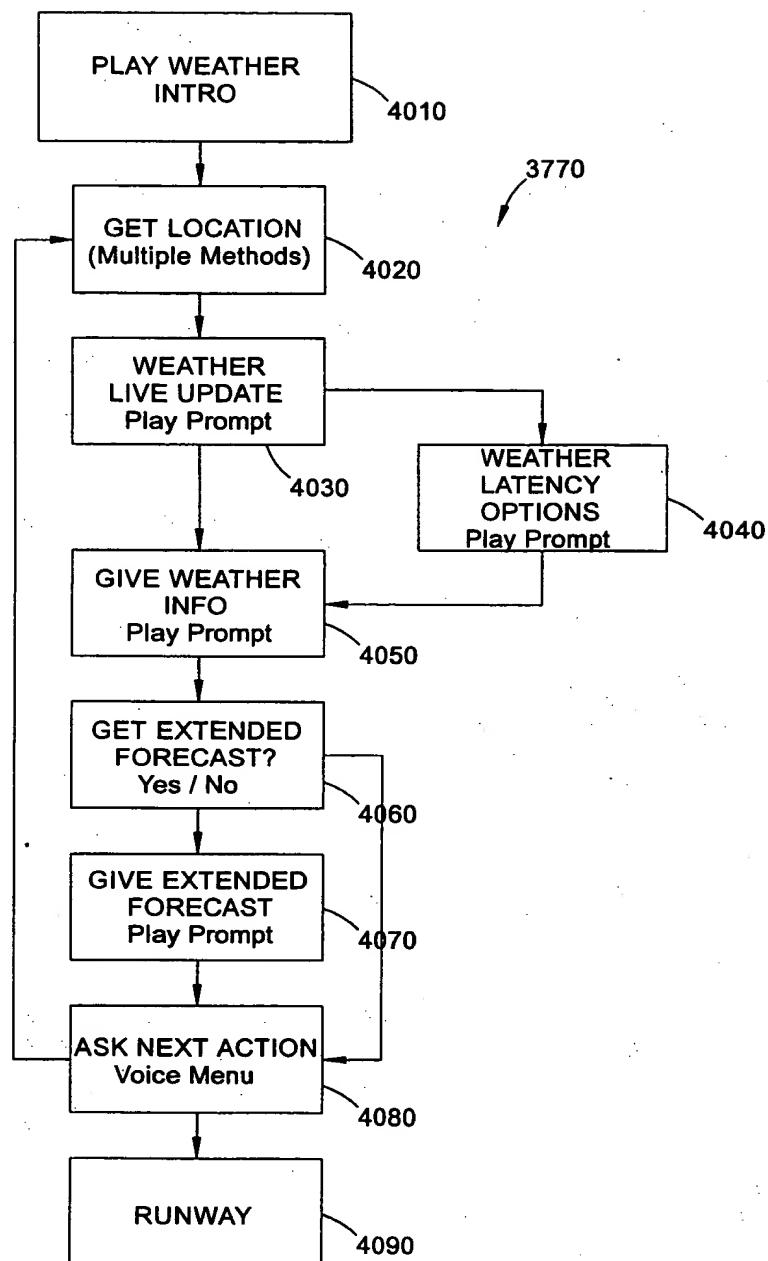 PLAY WEATHER
INTRO
4010
3770
GET LOCATION
(Multiple Methods)
4020
WEATHER
LIVE UPDATE
Play Prompt
4030
WEATHER
LATENCY
OPTIONS
Play Prompt
4040
GIVE WEATHER
INFO
Play Prompt
4050
GET EXTENDED
FORECAST?
Yes / No
4060
GIVE EXTENDED
FORECAST
Play Prompt
4070
ASK NEXT ACTION
Voice Menu
4080
RUNWAY
4090